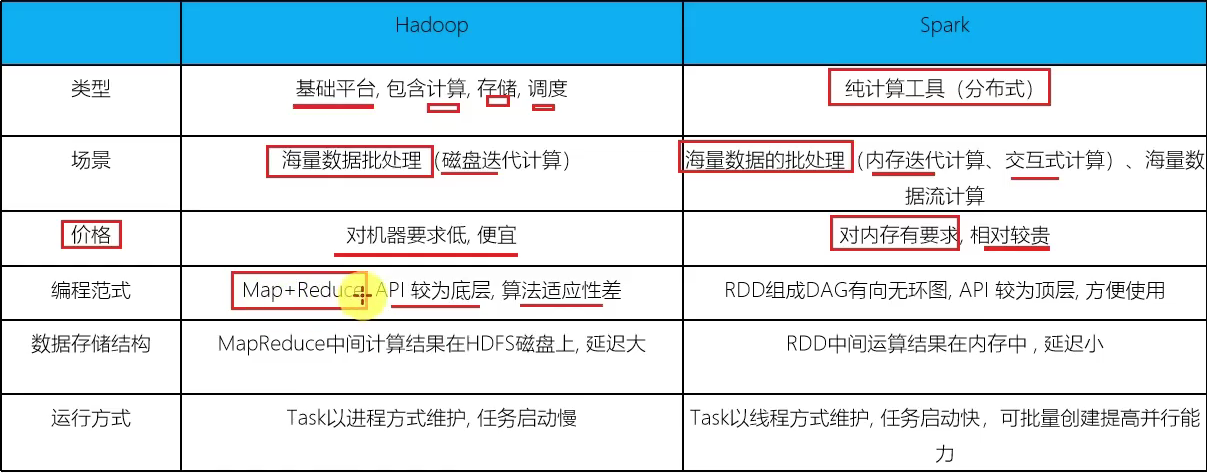 Hadoop
Spark
类型
基础平台, 包含计算, 存储, 调度
纯计算工具（分布式）
场景
海量数据批处理（磁盘迭代计算）
海量数据的批处理（内存迭代计算、交互式计算）、海量数
据流计算
价格
对机器要求低, 便宜
对内存有要求, 相对较贵
编程范式
Map+Reduce, API 较为底层, 算法适应性差
RDD组成DAG有向无环图, API 较为顶层, 方便使用
数据存储结构
MapReduce中间计算结果在HDFS磁盘上, 延迟大
RDD中间运算结果在内存中 , 延迟小
运行方式
Task以进程方式维护, 任务启动慢
Task以线程方式维护, 任务启动快，可批量创建提高并行能
力